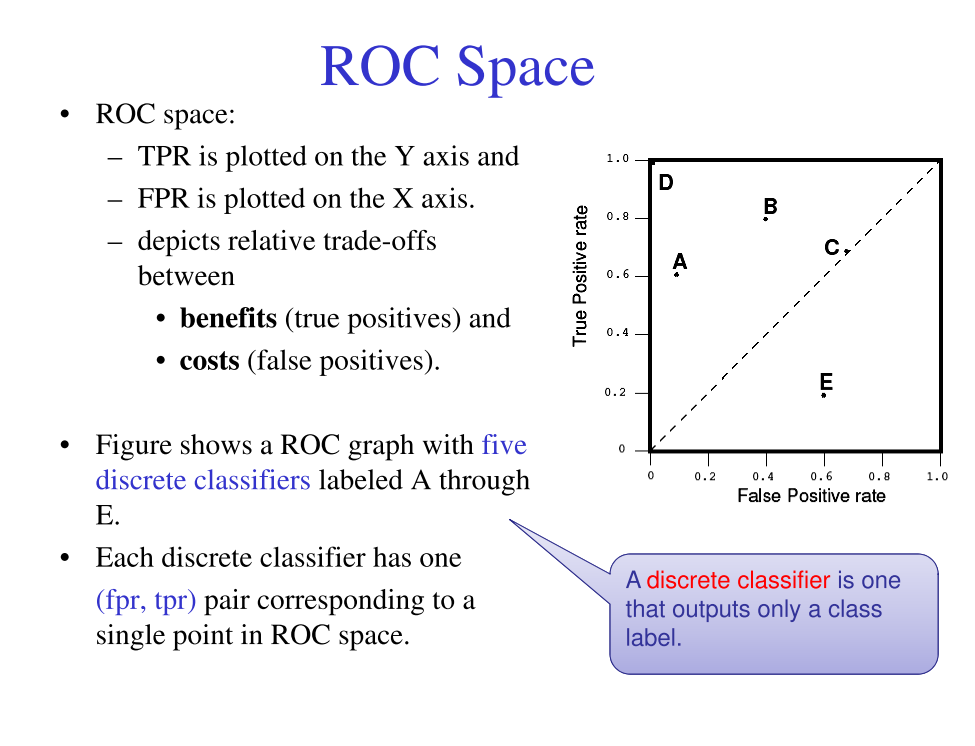 ROC Space
• ROC space:
– TPR is plotted on the Y axis and
– FPR is plotted on the X axis.
– depicts relative trade-offs
between
• benefits (true positives) and
• costs (false positives).
• Figure shows a ROC graph with five
discrete classifiers labeled A through
E.
• Each discrete classifier has one
(fpr, tpr) pair corresponding to a
single point in ROC space.
True Positive rate
1.0
0.8
0.6
0.4
0.2
0
D
B
C
A
E
0 0.2 0.4 0.6 0.8 1.0
False Positive rate
A discrete classifier is one
that outputs only a class
label.